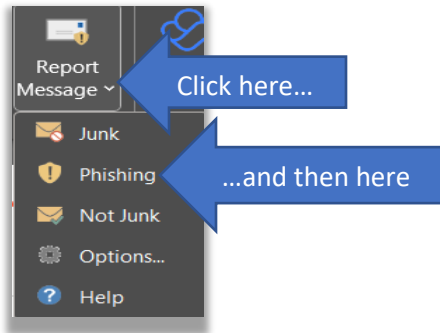 Report
Message
Click here...
Junk
Phishing
...and then here
Not Junk
Options...
Help